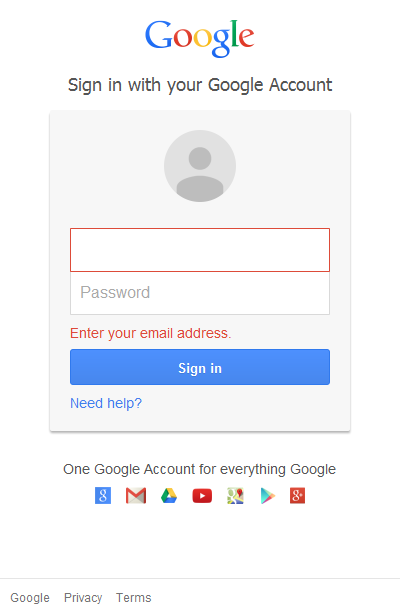 Google
Sign in with your Google Account
Password
Enter your email address.
Sign in
Need help?
One Google Account for everything Google
Google Privacy Terms